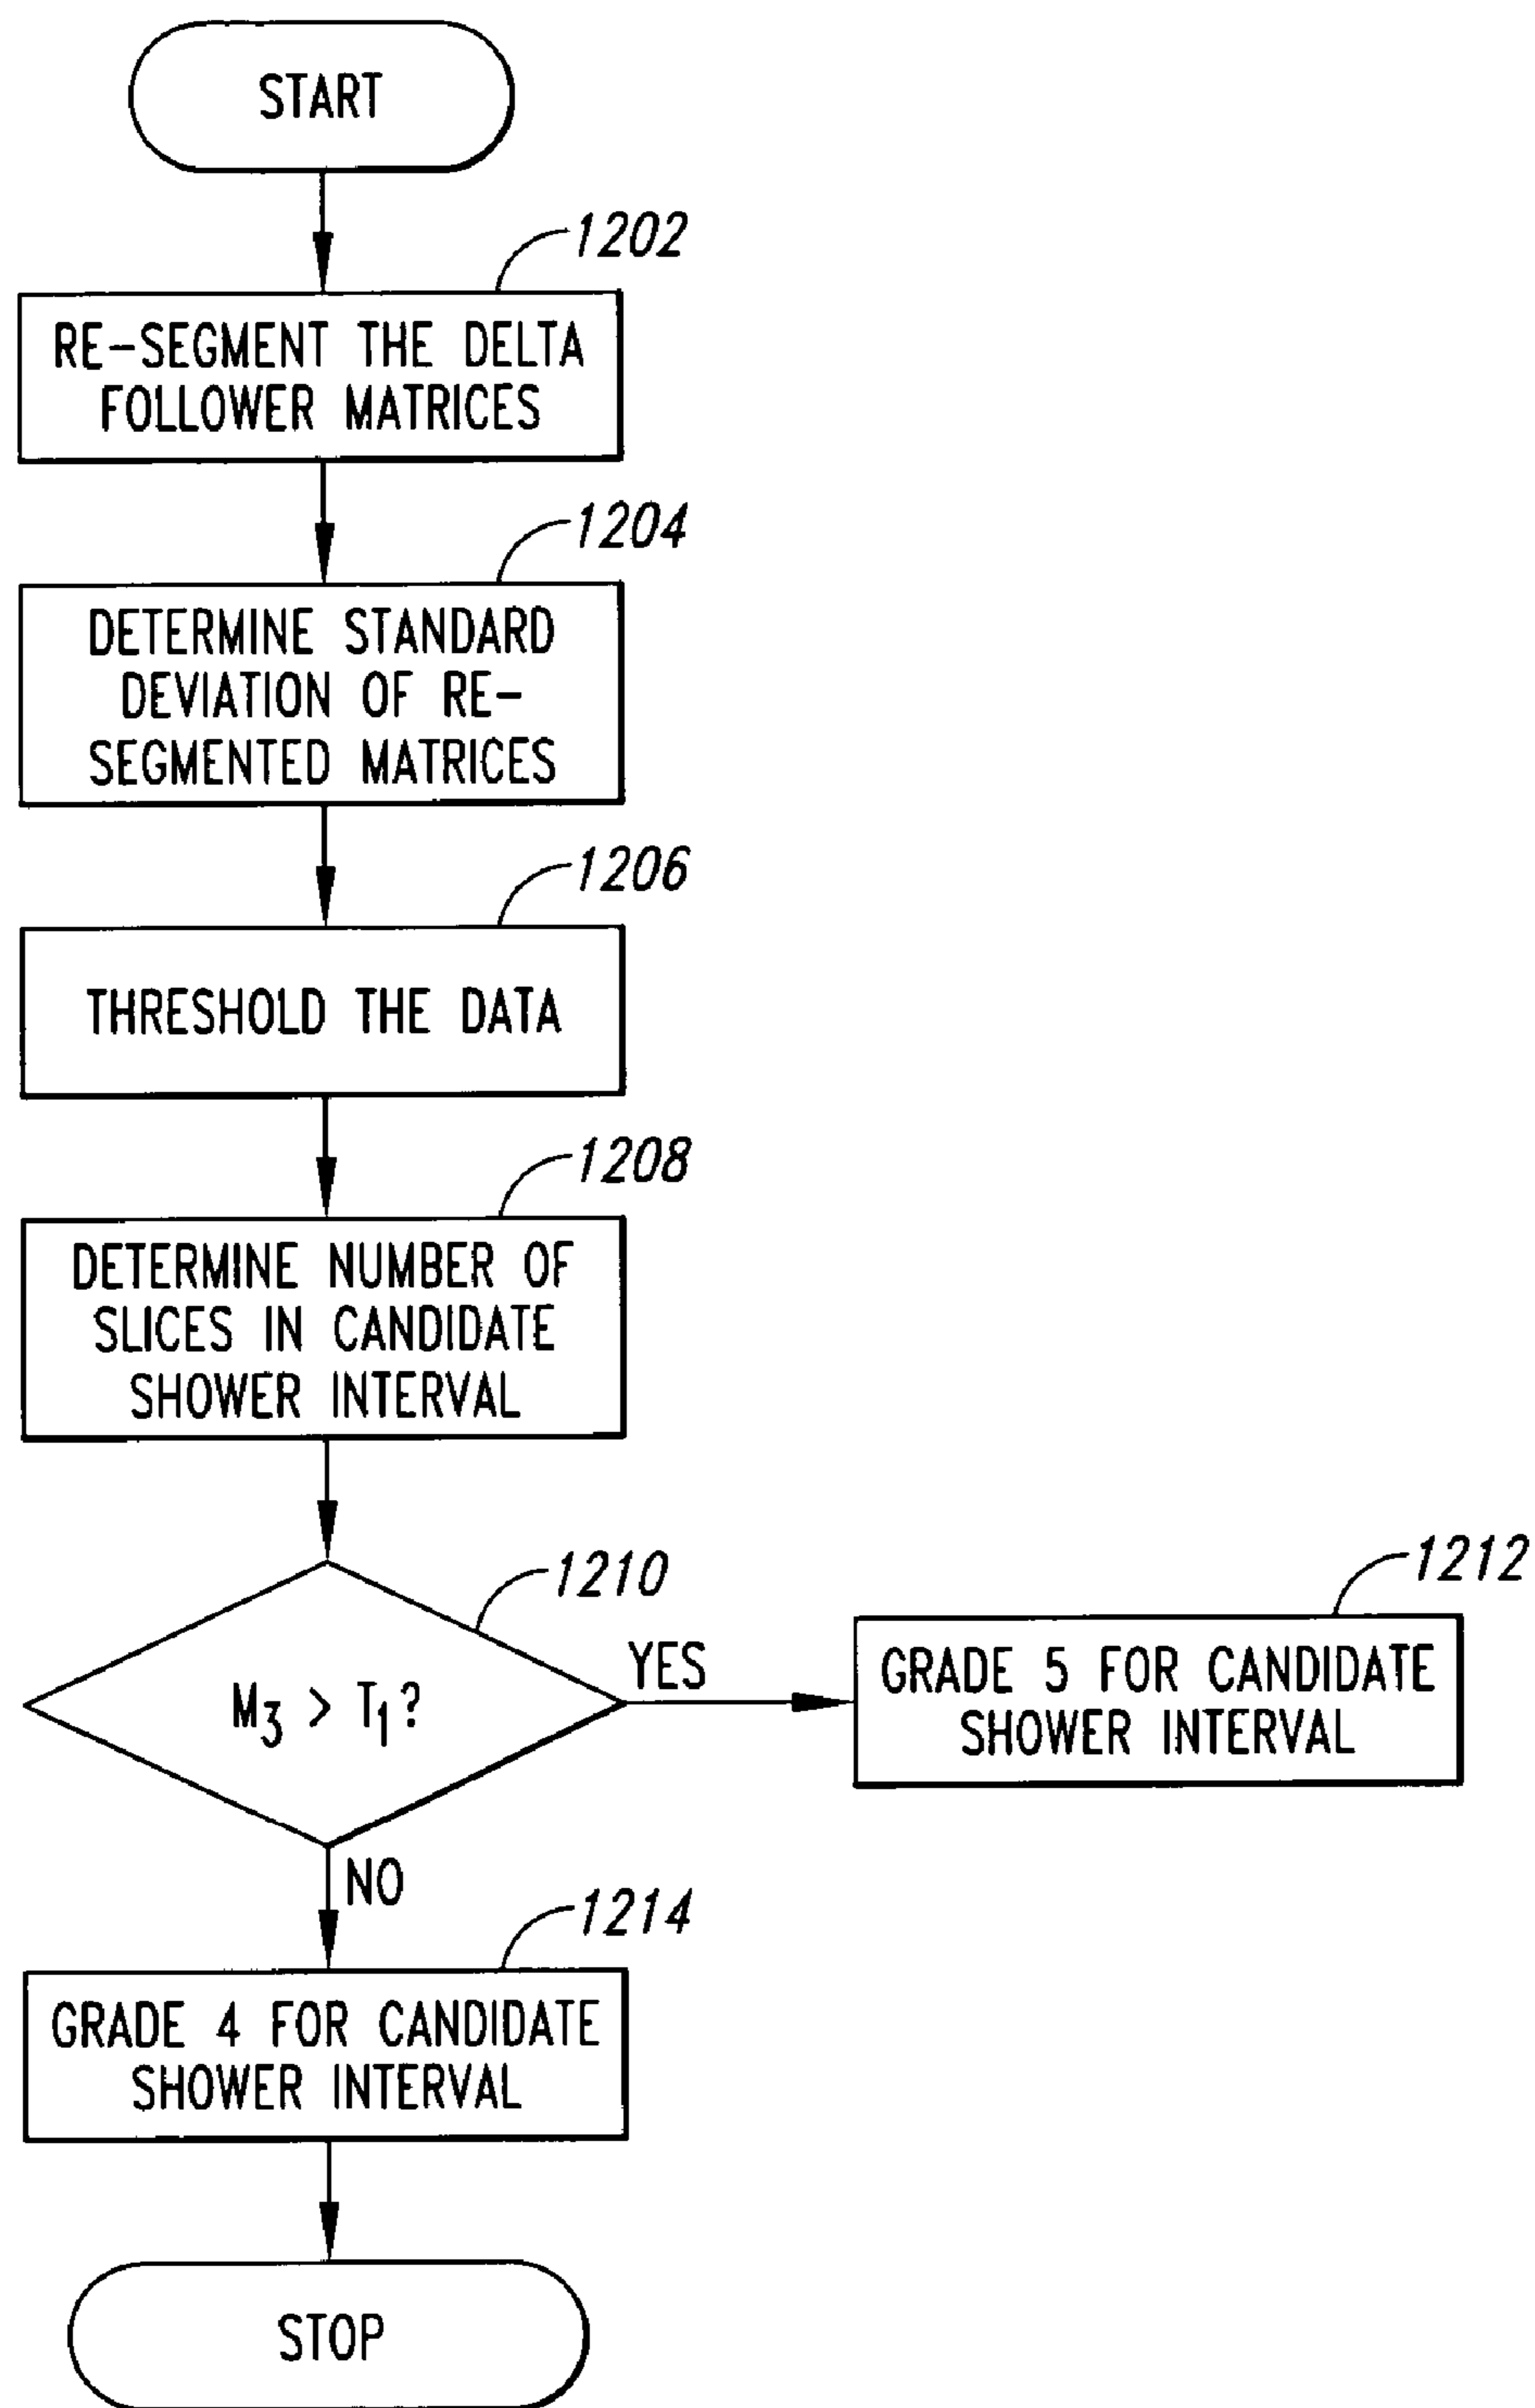 START
1202
RE-SEGMENT THE DELTA
FOLLOWER MATRICES
1204
DETERMINE STANDARD
DEVIATION OF RE-
SEGMENTED MATRICES
1206
THRESHOLD THE DATA
1208
DETERMINE NUMBER OF
SLICES IN CANDIDATE
SHOWER INTERVAL
1210
M3 > T1?
YES
1212
GRADE 5 FOR CANDIDATE
SHOWER INTERVAL
NO
1214
GRADE 4 FOR CANDIDATE
SHOWER INTERVAL
STOP